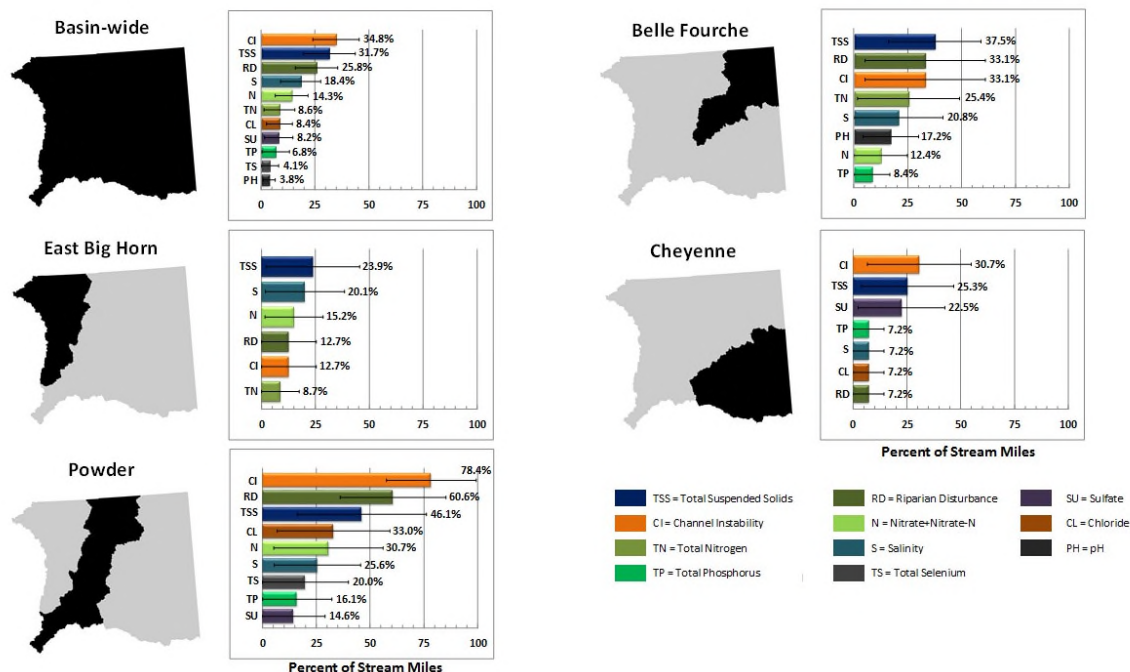 Basin-wide
CI 34.8%
TSS 31.7%
RD 25.8%
S 18.4%
N 14.3%
TN 8.6%
CL 8.4%
SU 8.2%
TP 6.8%
TS 4.1%
PH 3.8%
0 25 50 75 100
Belle Fourche
TSS 37.5%
RD 33.1%
CI 33.1%
TN 25.4%
S 20.8%
PH 17.2%
N 12.4%
TP 8.4%
0 25 50 75 100
East Big Horn
TSS 23.9%
S 20.1%
N 15.2%
RD 12.7%
CI 12.7%
TN 8.7%
0 25 50 75 100
Cheyenne
CI 30.7%
TSS 25.3%
SU 22.5%
TP 7.2%
S 7.2%
CL 7.2%
RD 7.2%
0 25 50 75 100
Percent of Stream Miles
Powder
CI 78.4%
RD 60.6%
TSS 46.1%
CL 33.0%
N 30.7%
S 25.6%
TS 20.0%
TP 16.1%
SU 14.6%
0 25 50 75 100
Percent of Stream Miles
TSS = Total Suspended Solids
CI = Channel Instability
TN = Total Nitrogen
TP = Total Phosphorus
RD = Riparian Disturbance
N = Nitrate+Nitrate-N
S = Salinity
TS = Total Selenium
SU = Sulfate
CL = Chloride
PH = pH